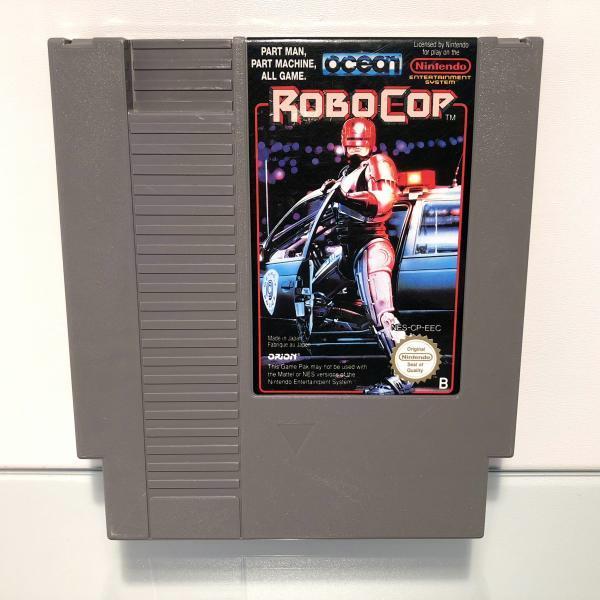 PART MAN,
PART MACHINE,
ALL GAME.
ocean
Licensed by Nintendo
for play on the
Nintendo
ENTERTAINMENT
SYSTEM
ROBOCOP
TM
NES-CP-EEC
Made in Japan
Fabriqué au Japon
ORION
This Game Pak may not be used with
the Mattel or NES versions of the
Nintendo Entertainment System
Original
Nintendo
Seal of
Quality
B